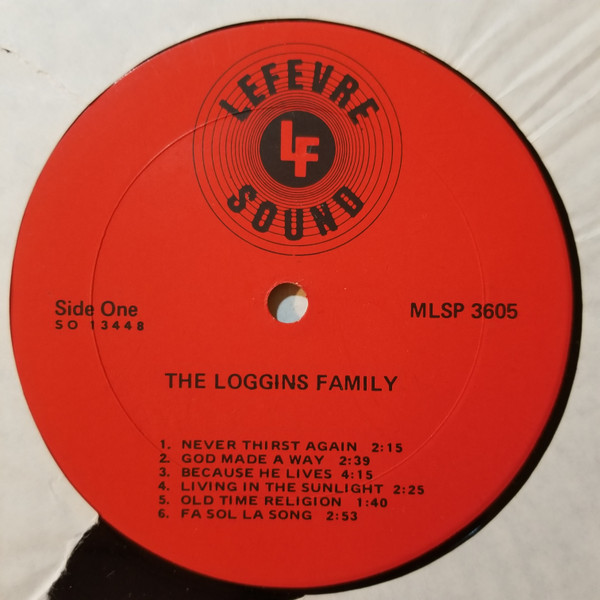 LEFEVRE
LF
SOUND
Side One
SO 13448
MLSP 3605
THE LOGGINS FAMILY
1. NEVER THIRST AGAIN 2:15
2. GOD MADE A WAY 2:39
3. BECAUSE HE LIVES 4:15
4. LIVING IN THE SUNLIGHT 2:25
5. OLD TIME RELIGION 1:40
6. FA SOL LA SONG 2:53